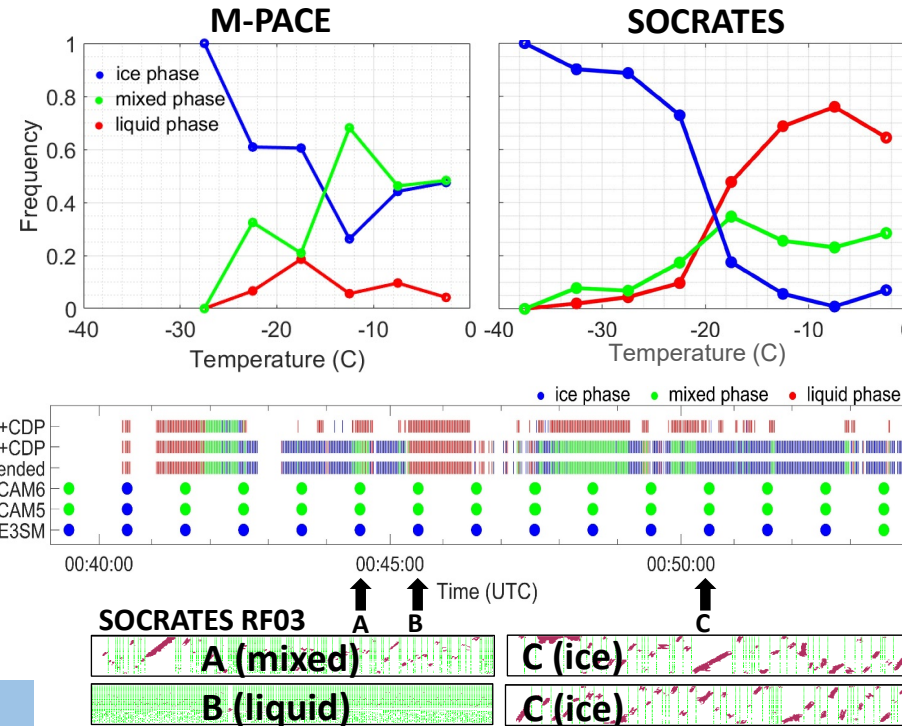 M-PACE
SOCRATES
1
0.8
0.6
0.4
0.2
0
Frequency
ice phase
mixed phase
liquid phase
-40
-30
-20
-10
0
Temperature (C)
-40
-30
-20
-10
Temperature (C)
ice phase
mixed phase
liquid phase
+CDP
+CDP
ended
CAM6
CAM5
E3SM
00:40:00
00:45:00
00:50:00
Time (UTC)
SOCRATES RF03
A
B
C
A (mixed)
C (ice)
B (liquid)
C (ice)